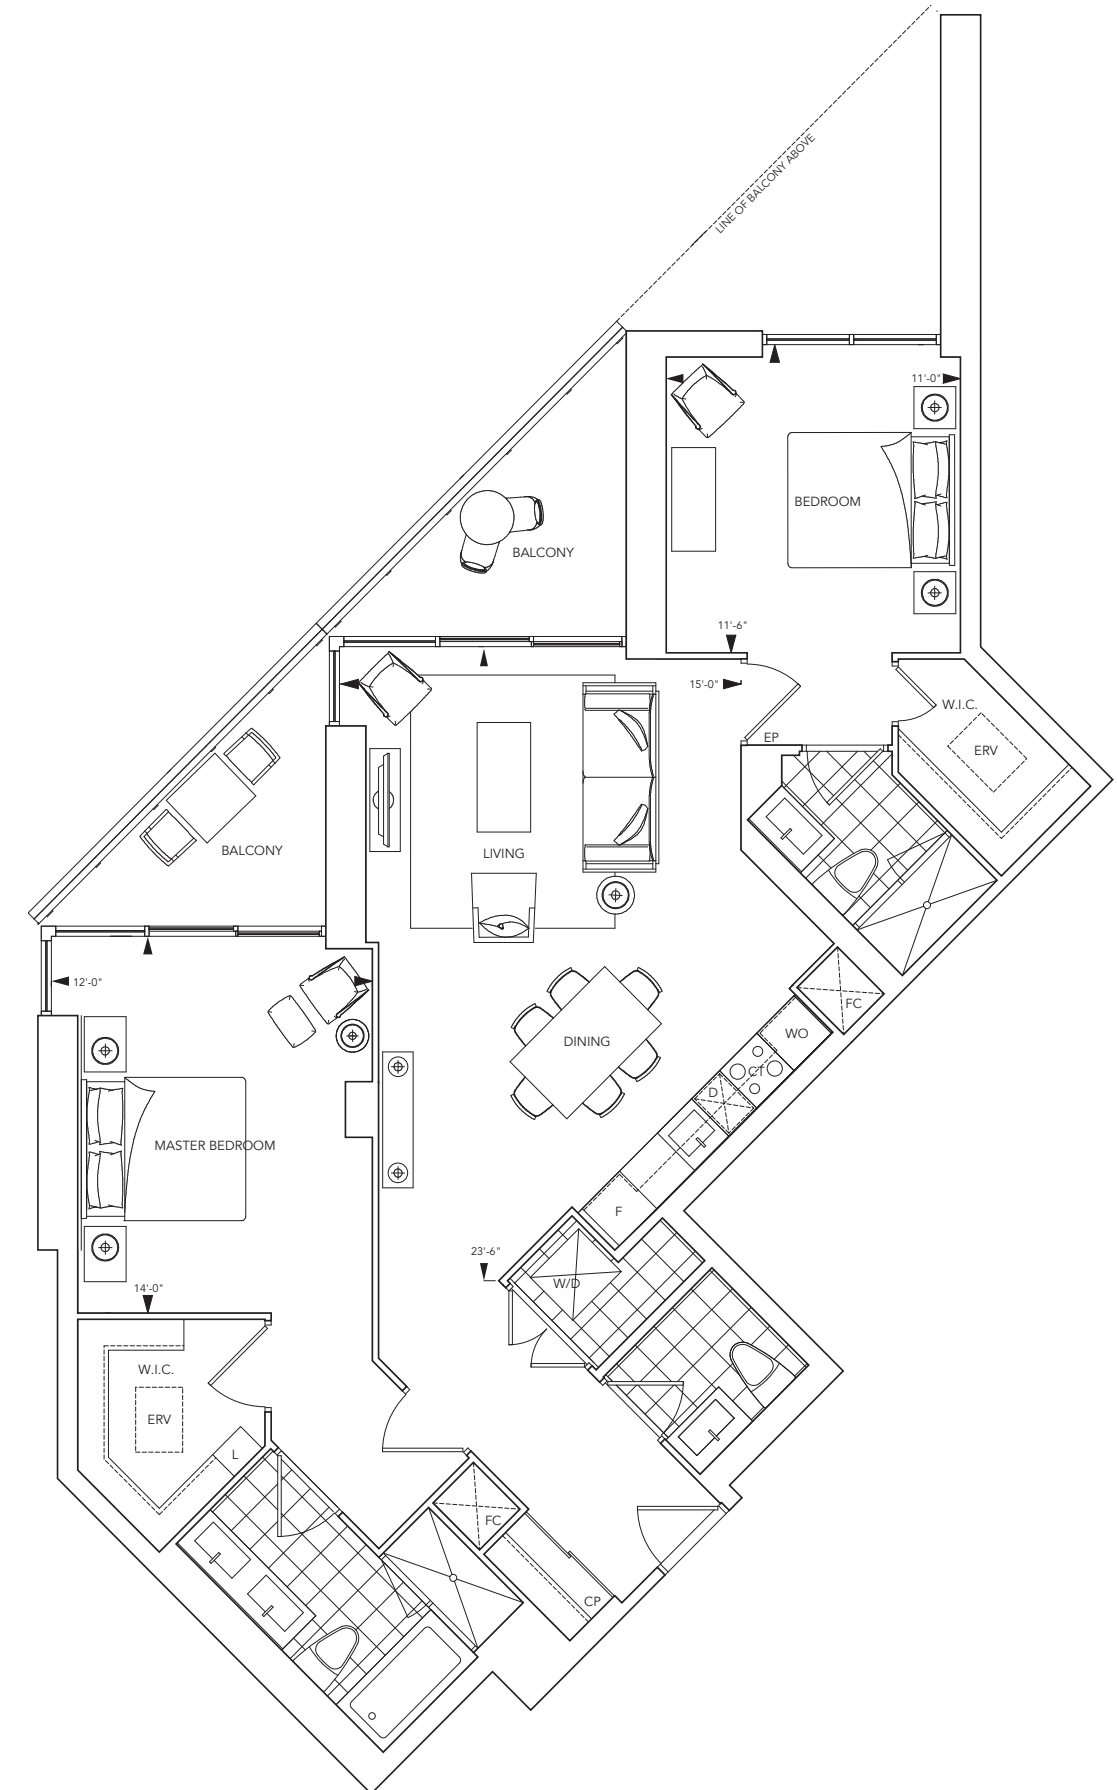 LINE OF BALCONY ABOVE
11'-0"
BEDROOM
BALCONY
11'-6"
15'-0"
W.I.C.
EP
ERV
LIVING
BALCONY
12'-0"
FC
WO
DINING
CT
D
MASTER BEDROOM
F
23'-6"
W/D
14'-0"
W.I.C.
ERV
L
FC
CP